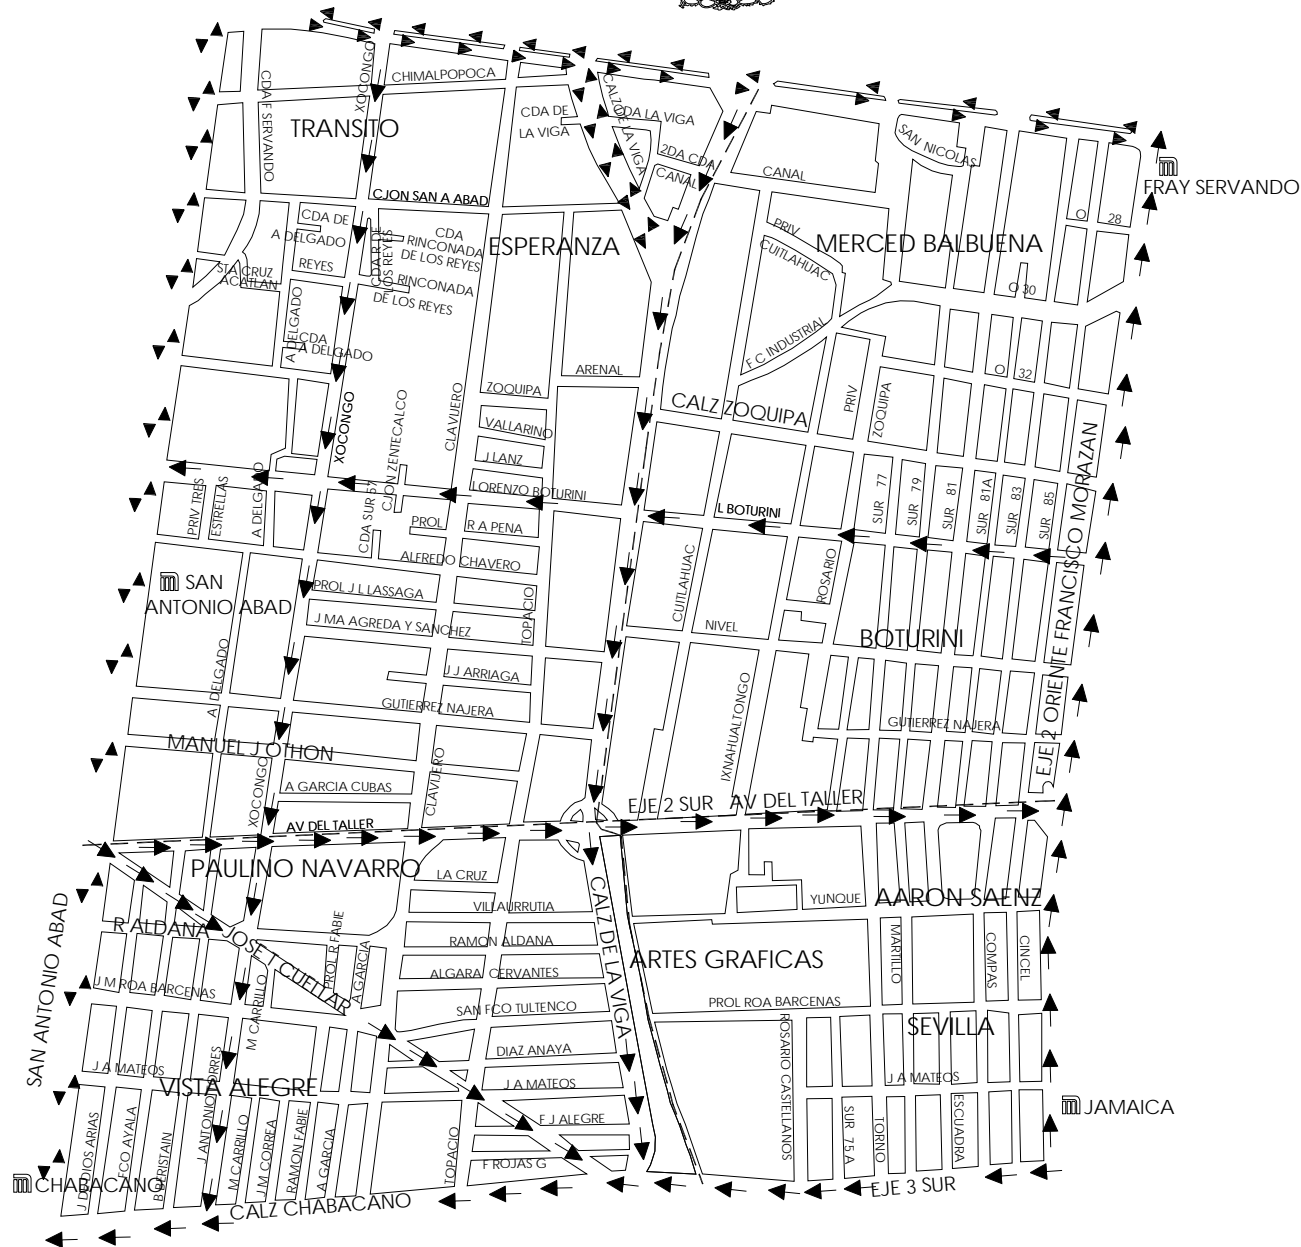 CHIMALPOPOCA
XOCONGO
CDA F SERVANDO
TRANSITO
CDA DE
LA VIGA
CALZ DE LA VIGA
CDA LA VIGA
2DA CDA
CANAL
CANAL
SAN NICOLAS
FRAY SERVANDO
O 28
CJON SAN A ABAD
CDA DE
A DELGADO
REYES
CDA R DE
LOS REYES
CDA
RINCONADA
DE LOS REYES
RINCONADA
DE LOS REYES
ESPERANZA
PRIV
CUITLAHUAC
MERCED BALBUENA
STA CRUZ
ACATLAN
O 30
A DELGADO
CDA
A DELGADO
F C INDUSTRIAL
ARENAL
O 32
ZOQUIPA
CLAVIJERO
CALZ ZOQUIPA
PRIV
ZOQUIPA
XOCONGO
CJON ZENTECALCO
VALLARINO
J LANZ
LORENZO BOTURINI
L BOTURINI
PRIV TRES
ESTRELLAS
A DELGADO
CDA SUR 57
PROL
R A PENA
SUR 77
SUR 79
SUR 81
SUR 81A
SUR 83
SUR 85
EJE 2 ORIENTE FRANCISCO MORAZAN
ALFREDO CHAVERO
SAN
ANTONIO ABAD
PROL J L LASSAGA
J MA AGREDA Y SANCHEZ
TOPACIO
CUITLAHUAC
ROSARIO
NIVEL
BOTURINI
A DELGADO
J J ARRIAGA
GUTIERREZ NAJERA
IXNAHUALTONGO
GUTIERREZ NAJERA
MANUEL J OTHON
XOCONGO
A GARCIA CUBAS
CLAVIJERO
AV DEL TALLER
EJE 2 SUR AV DEL TALLER
PAULINO NAVARRO
LA CRUZ
VILLAURRUTIA
YUNQUE
AARON SAENZ
SAN ANTONIO ABAD
R ALDANA
JOSE T CUELLAR
PROL R FABIE
A GARCIA
RAMON ALDANA
ALGARA CERVANTES
CALZ DE LA VIGA
ARTES GRAFICAS
MARTILLO
COMPAS
CINCEL
J M ROA BARCENAS
M CARRILLO
SAN FCO TULTENCO
PROL ROA BARCENAS
SEVILLA
DIAZ ANAYA
J A MATEOS
VISTA ALEGRE
J A MATEOS
ROSARIO CASTELLANOS
J A MATEOS
J D DIOS ARIAS
FCO AYALA
B BERISTAIN
J ANTONIO TORRES
M CARRILLO
J M CORREA
RAMON FABIE
A GARCIA
TOPACIO
F J ALEGRE
F ROJAS G
SUR 75 A
TORNO
ESCUADRA
JAMAICA
CHABACANO
CALZ CHABACANO
EJE 3 SUR